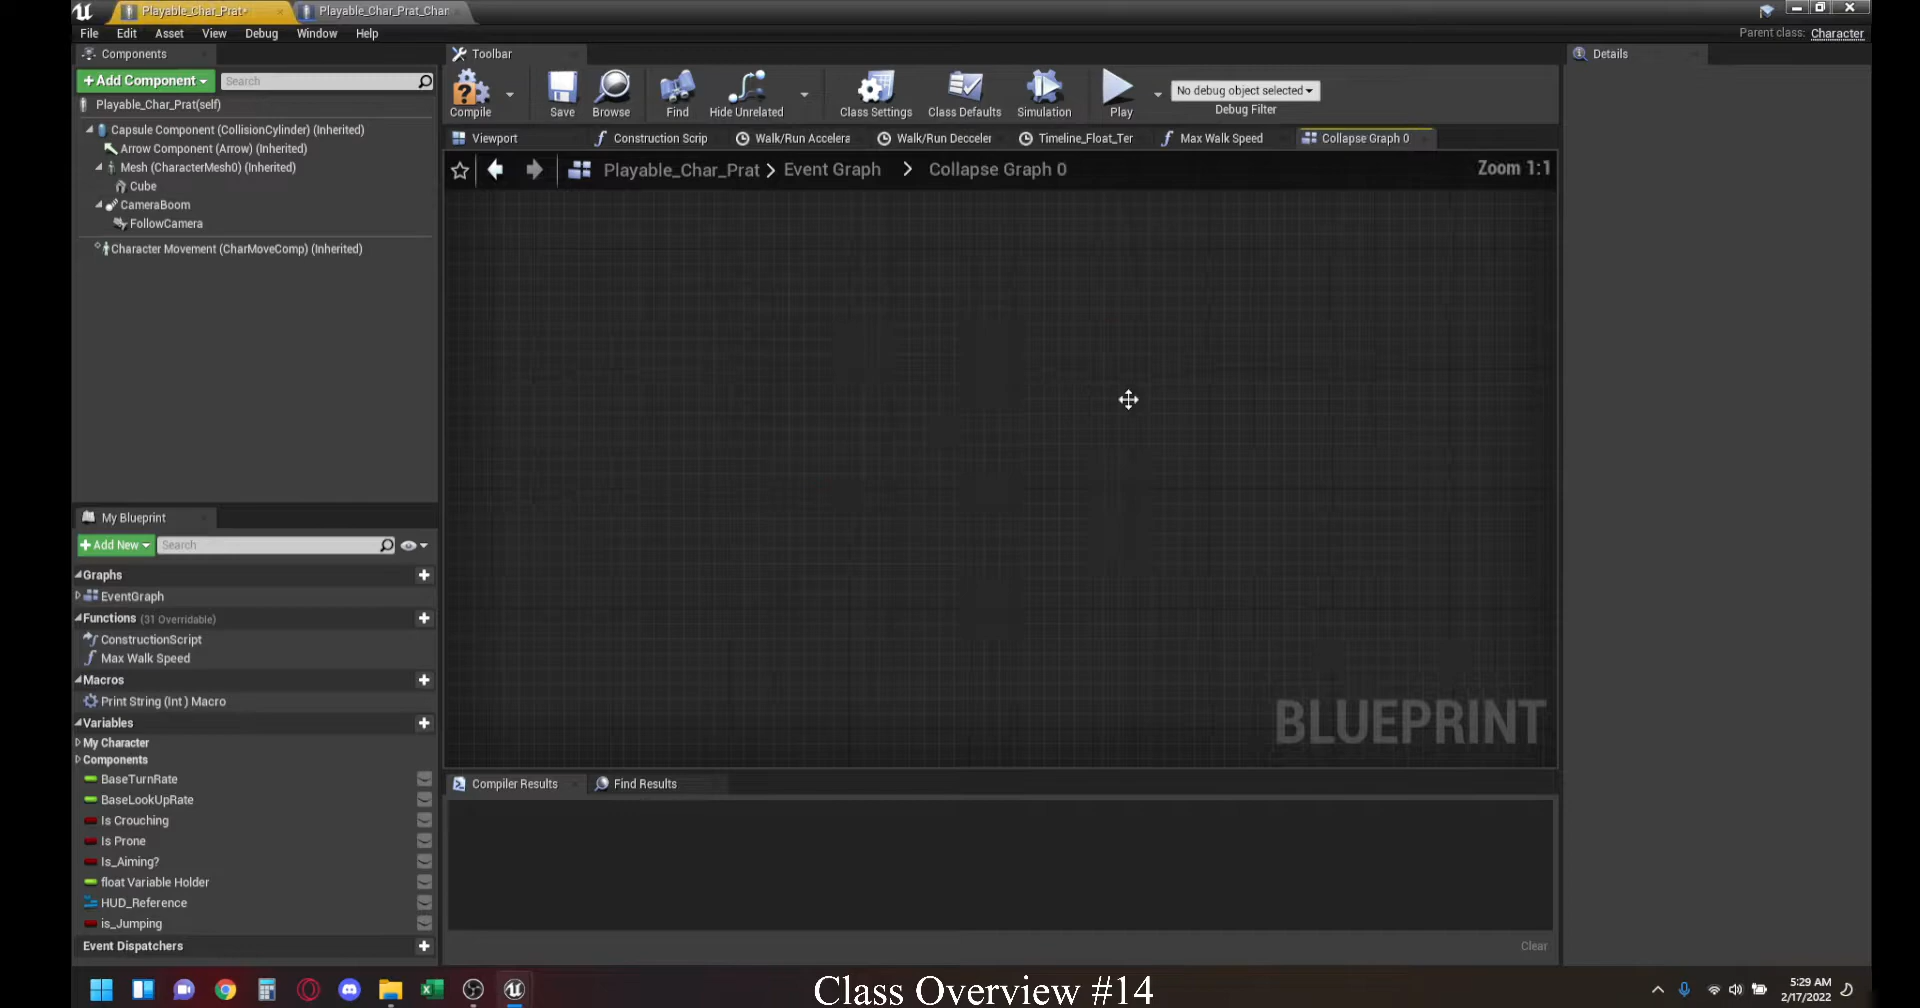 Playable_Char_Prat*
Playable_Char_Prat_Chan
File Edit Asset View Debug Window Help
Parent class: Character
Components
Toolbar
Details
+ Add Component
Search
Compile
Save
Browse
Find
Hide Unrelated
Class Settings
Class Defaults
Simulation
Play
No debug object selected
Debug Filter
Playable_Char_Prat(self)
Capsule Component (CollisionCylinder) (Inherited)
Arrow Component (Arrow) (Inherited)
Mesh (CharacterMesh0) (Inherited)
Cube
CameraBoom
FollowCamera
Character Movement (CharMoveComp) (Inherited)
Viewport
Construction Scrip
Walk/Run Accelera
Walk/Run Decceler
Timeline_Float_Ter
Max Walk Speed
Collapse Graph 0
Playable_Char_Prat > Event Graph > Collapse Graph 0
Zoom 1:1
BLUEPRINT
My Blueprint
+ Add New
Search
Graphs
EventGraph
Functions (31 Overridable)
ConstructionScript
Max Walk Speed
Macros
Print String (Int ) Macro
Variables
My Character
Components
BaseTurnRate
BaseLookUpRate
Is Crouching
Is Prone
Is_Aiming?
float Variable Holder
HUD_Reference
is_Jumping
Event Dispatchers
Compiler Results
Find Results
Clear
Class Overview #14
5:29 AM
2/17/2022